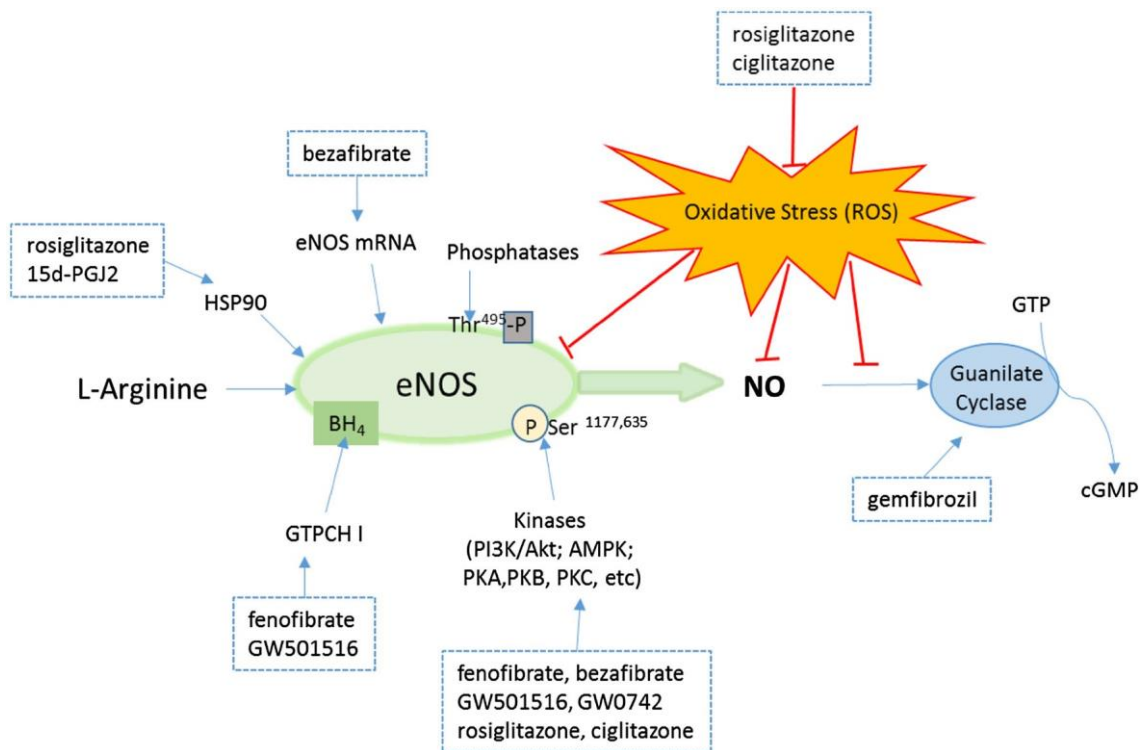 rosiglitazone
ciglitazone
bezafibrate
Oxidative Stress (ROS)
eNOS mRNA
Phosphatases
rosiglitazone
15d-PGJ2
HSP90
GTP
Thr495-P
L-Arginine
eNOS
NO
Guanilate
Cyclase
BH4
P Ser 1177,635
gemfibrozil
cGMP
GTPCH I
Kinases
(PI3K/Akt; AMPK;
PKA,PKB, PKC, etc)
fenofibrate
GW501516
fenofibrate, bezafibrate
GW501516, GW0742
rosiglitazone, ciglitazone